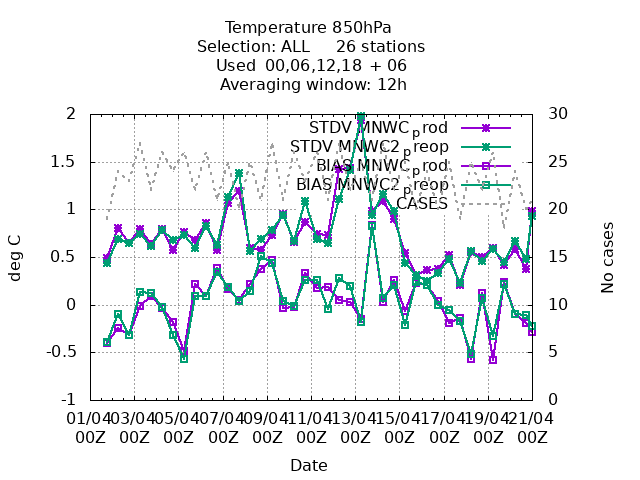 Temperature 850hPa
Selection: ALL 26 stations
Used 00,06,12,18 + 06
Averaging window: 12h
2
1.5
1
0.5
0
-0.5
-1
30
25
20
15
10
5
0
STDV MNWC_prod
STDV MNWC2_preop
BIAS MNWC_prod
BIAS MNWC2_preop
CASES
deg C
No cases
01/04 03/04 05/04 07/04 09/04 11/04 13/04 15/04 17/04 19/04 21/04
00Z 00Z 00Z 00Z 00Z 00Z 00Z 00Z 00Z 00Z 00Z
Date